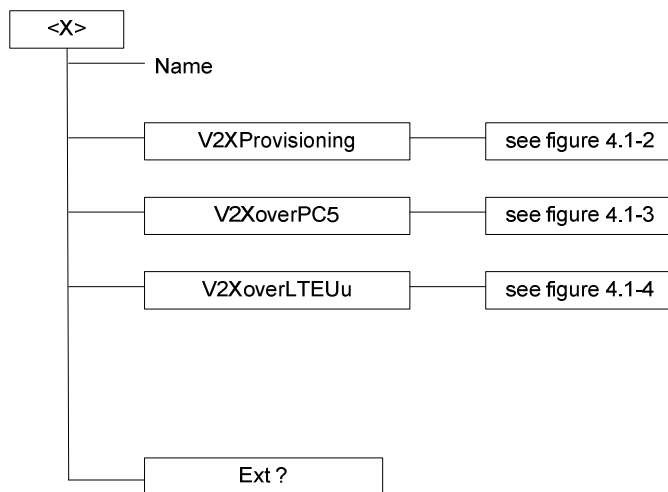 <X>
Name
V2XProvisioning
see figure 4.1-2
V2XoverPC5
see figure 4.1-3
V2XoverLTEUu
see figure 4.1-4
Ext ?